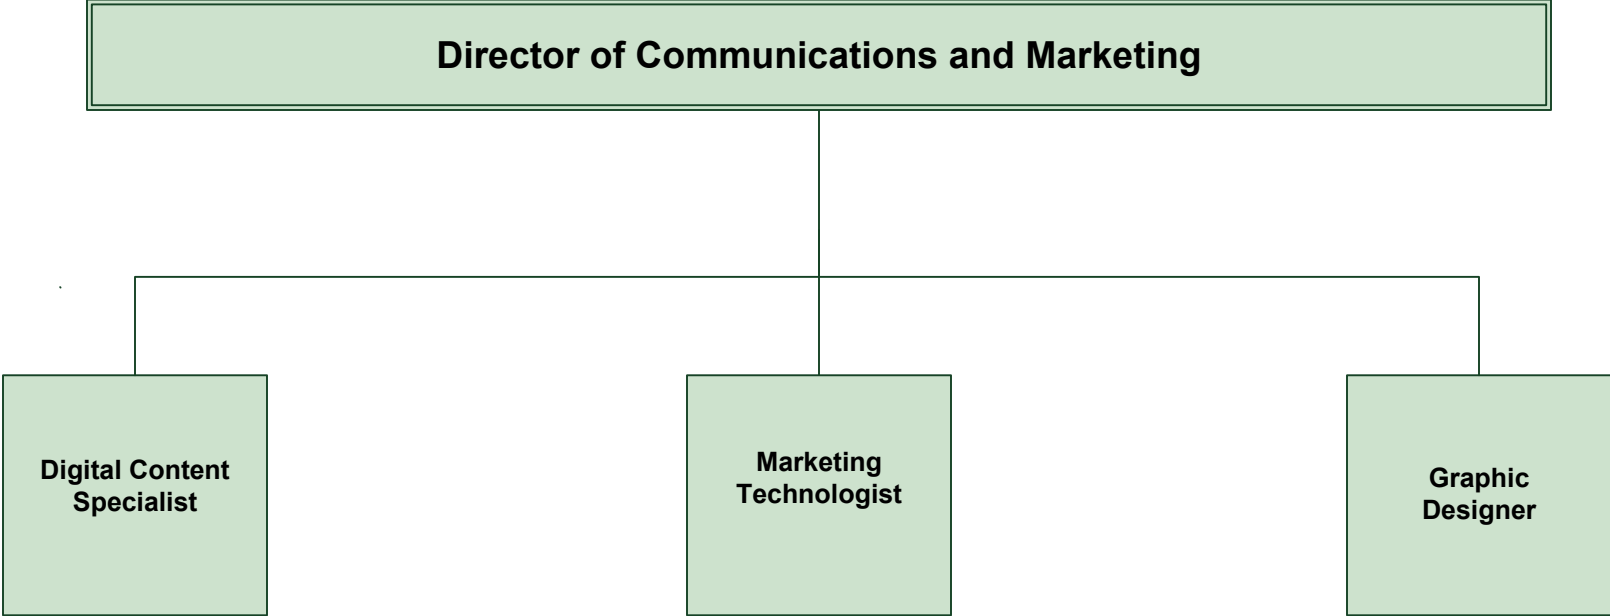 Director of Communications and Marketing
Digital Content
Specialist
Marketing
Technologist
Graphic
Designer